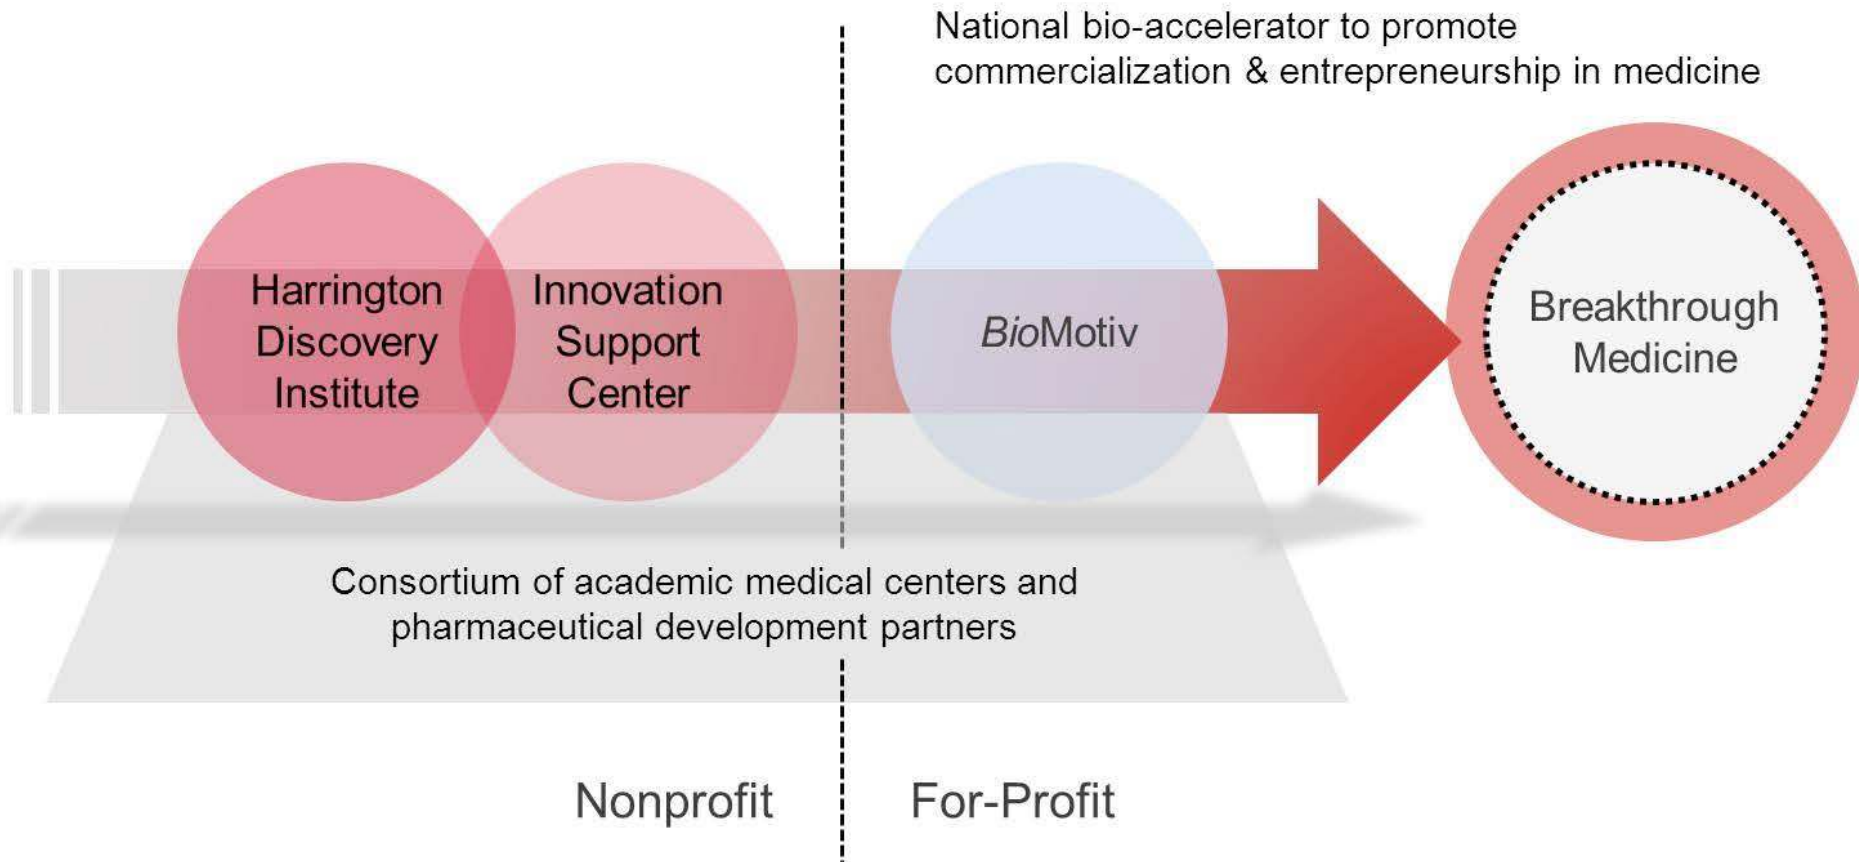 National bio-accelerator to promote
commercialization & entrepreneurship in medicine
Harrington
Discovery
Institute
Innovation
Support
Center
BioMotiv
Breakthrough
Medicine
Consortium of academic medical centers and
pharmaceutical development partners
Nonprofit
For-Profit